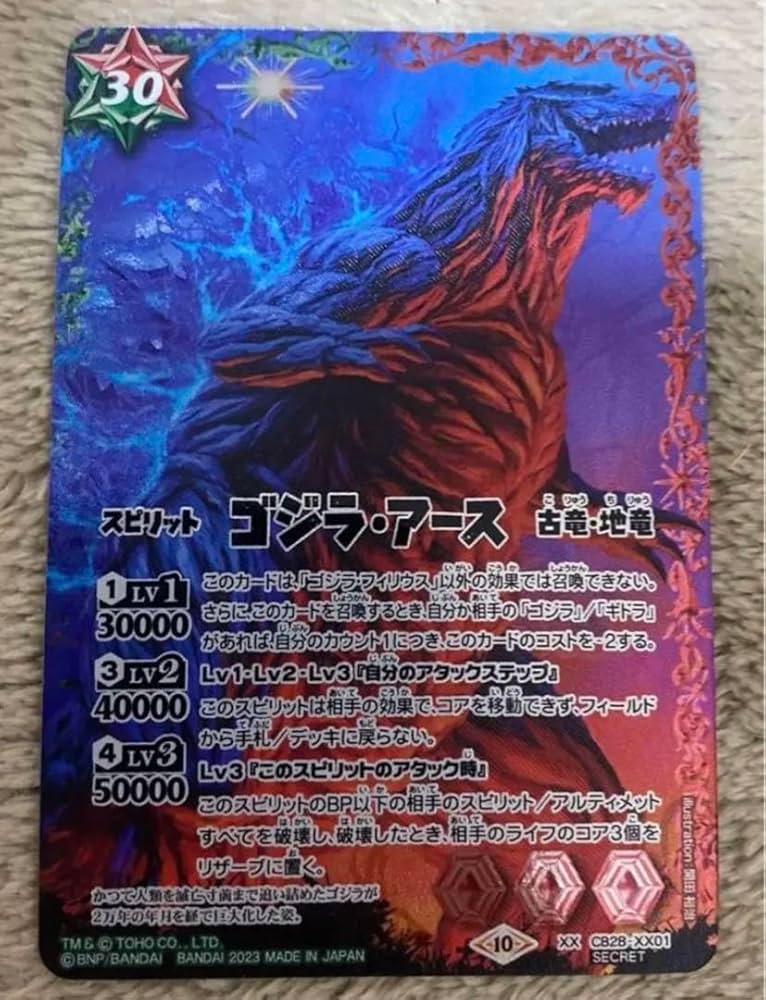 30
スピリット ゴジラ・アース 古竜・地竜
1 LV1 30000
このカードは、「ゴジラ・フィリウス」以外の効果では召喚できない。
さらに、このカードを召喚するとき、自分か相手の「ゴジラ」/「ギドラ」
があれば、自分のカウント1につき、このカードのコストを-2する。
3 LV2 40000
Lv1・Lv2・Lv3『自分のアタックステップ』
このスピリットは相手の効果で、コアを移動できず、フィールド
から手札/デッキに戻らない。
4 LV3 50000
Lv3『このスピリットのアタック時』
このスピリットのBP以下の相手のスピリット/アルティメット
すべてを破壊し、破壊したとき、相手のライフのコア3個を
リザーブに置く。
かつて人類を滅亡寸前まで追い詰めたゴジラが
2万年の年月を経て巨大化した姿。
illustration:開田 裕治
TM & © TOHO CO., LTD.
©BNP/BANDAI BANDAI 2023 MADE IN JAPAN
10
XX CB28-XX01
SECRET